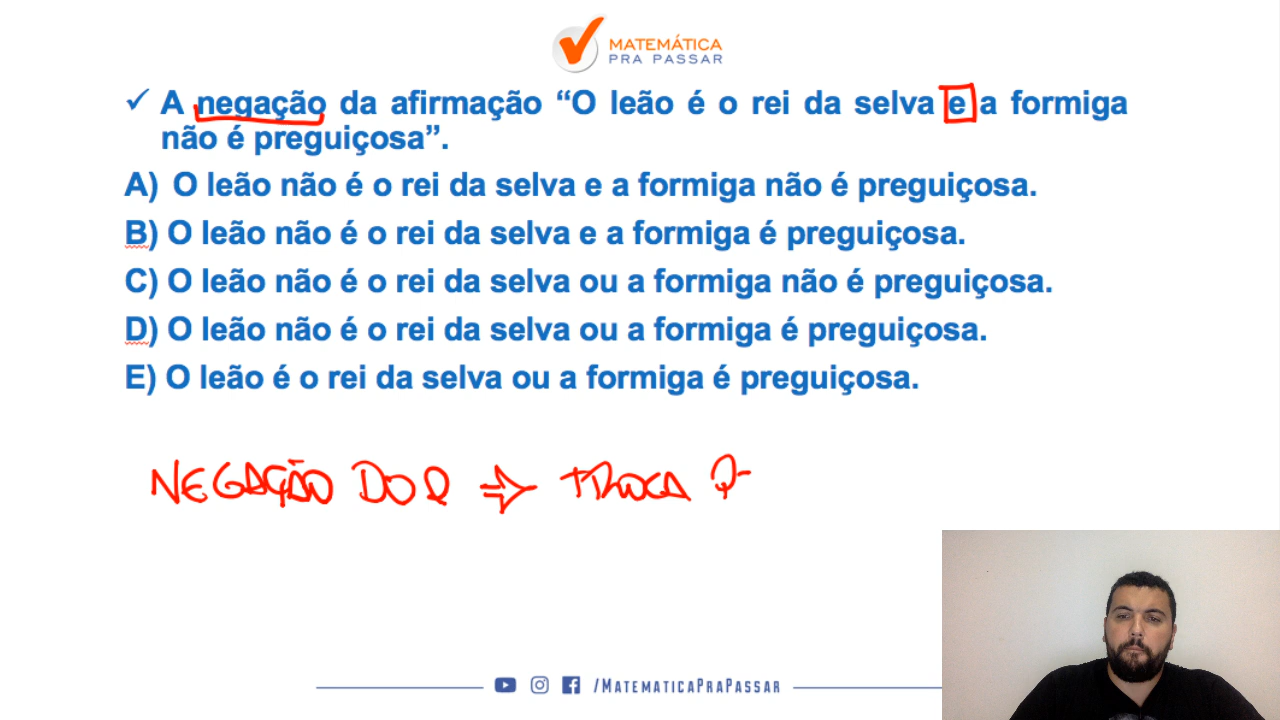 MATEMÁTICA
PRA PASSAR
A negação da afirmação “O leão é o rei da selva e a formiga
não é preguiçosa”.
A) O leão não é o rei da selva e a formiga não é preguiçosa.
B) O leão não é o rei da selva e a formiga é preguiçosa.
C) O leão não é o rei da selva ou a formiga não é preguiçosa.
D) O leão não é o rei da selva ou a formiga é preguiçosa.
E) O leão é o rei da selva ou a formiga é preguiçosa.
NEGAÇÃO DO ⇒ TROCA
/MATEMATICAPRAPASSAR